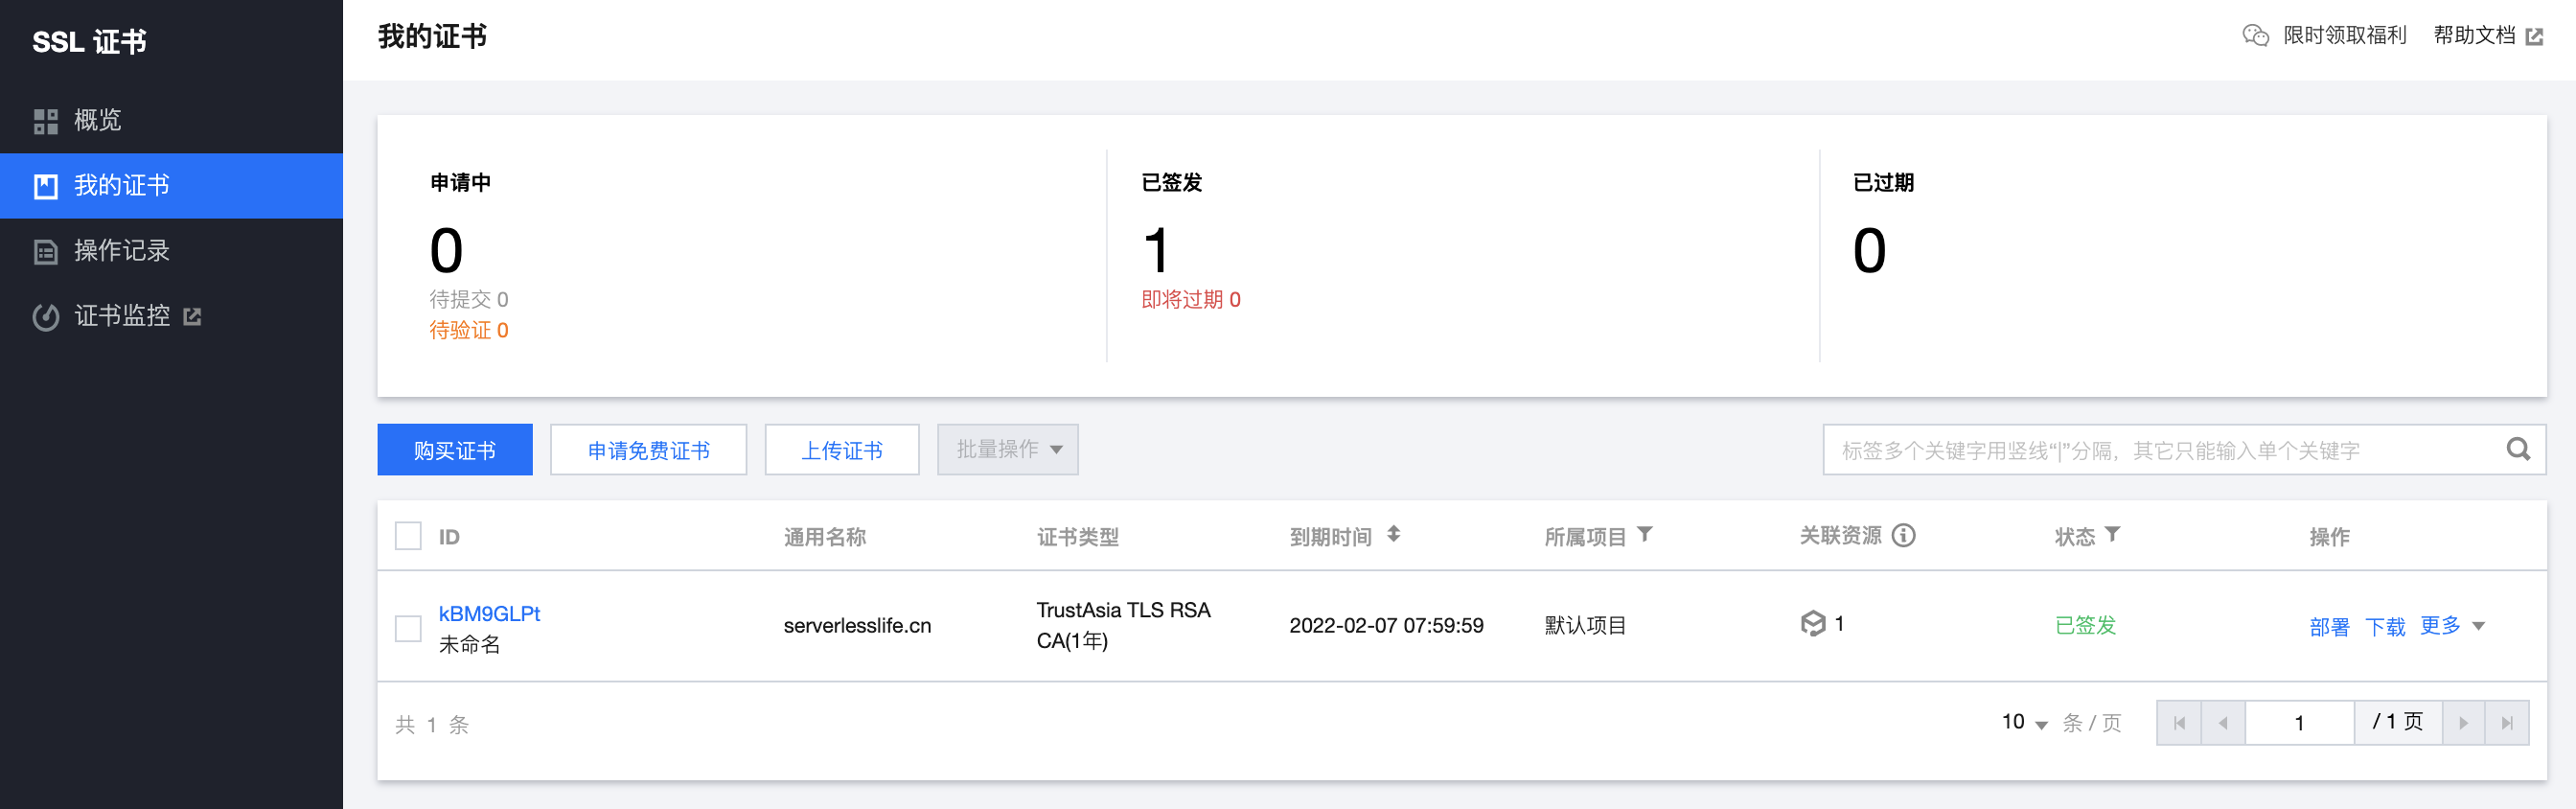 SSL 证书
概览
我的证书
操作记录
证书监控
我的证书
限时领取福利 帮助文档
申请中
0
待提交 0
待验证 0
已签发
1
即将过期 0
已过期
0
购买证书 申请免费证书 上传证书 批量操作
标签多个关键字用竖线“|”分隔，其它只能输入单个关键字
ID 通用名称 证书类型 到期时间 所属项目 关联资源 状态 操作
kBM9GLPt
未命名
serverlesslife.cn
TrustAsia TLS RSA
CA(1年)
2022-02-07 07:59:59
默认项目
1
已签发
部署 下载 更多
共 1 条
10 条 / 页 1 / 1 页